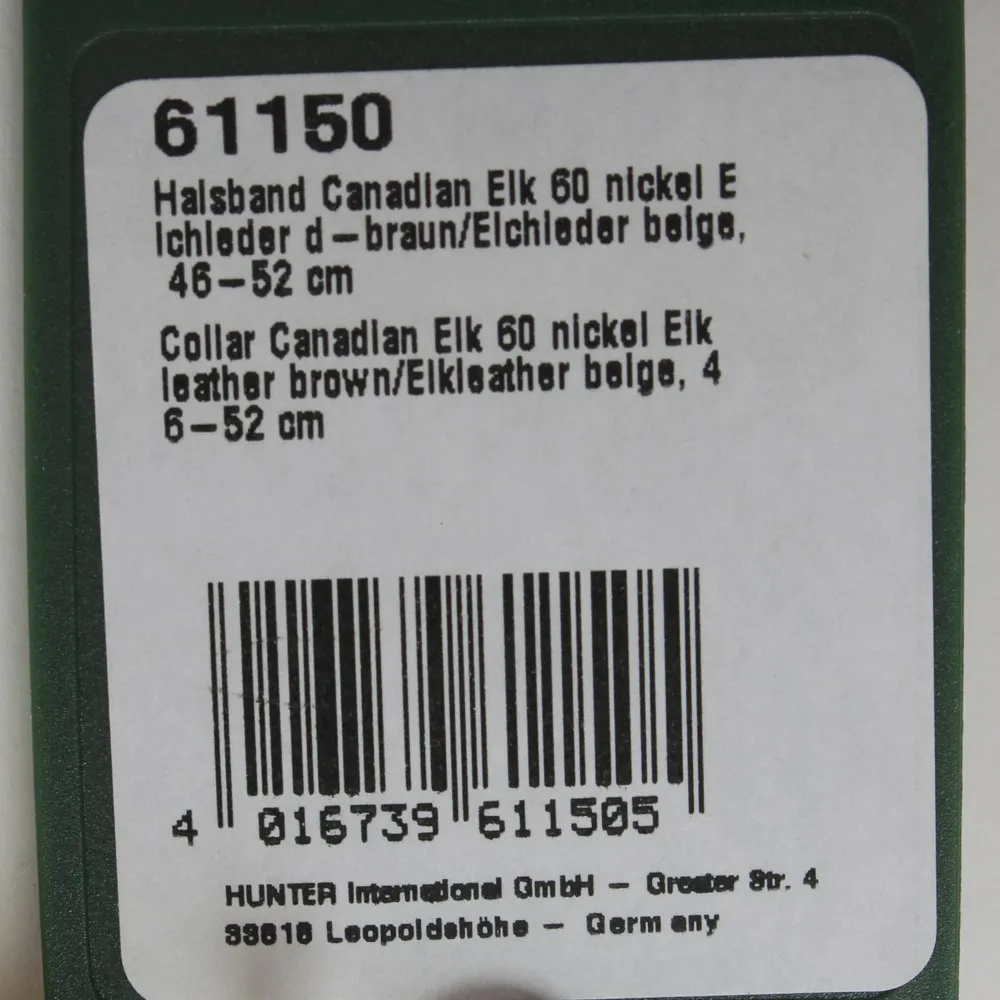 61150
Halsband Canadian Elk 60 nickel E
lchleder d-braun/Elchleder beige,
46-52 cm
Collar Canadian Elk 60 nickel Elk
leather brown/Elkleather beige, 4
6-52 cm
4 016739 611505
HUNTER International GmbH - Grester Str. 4
33818 Leopoldshöhe - Germany